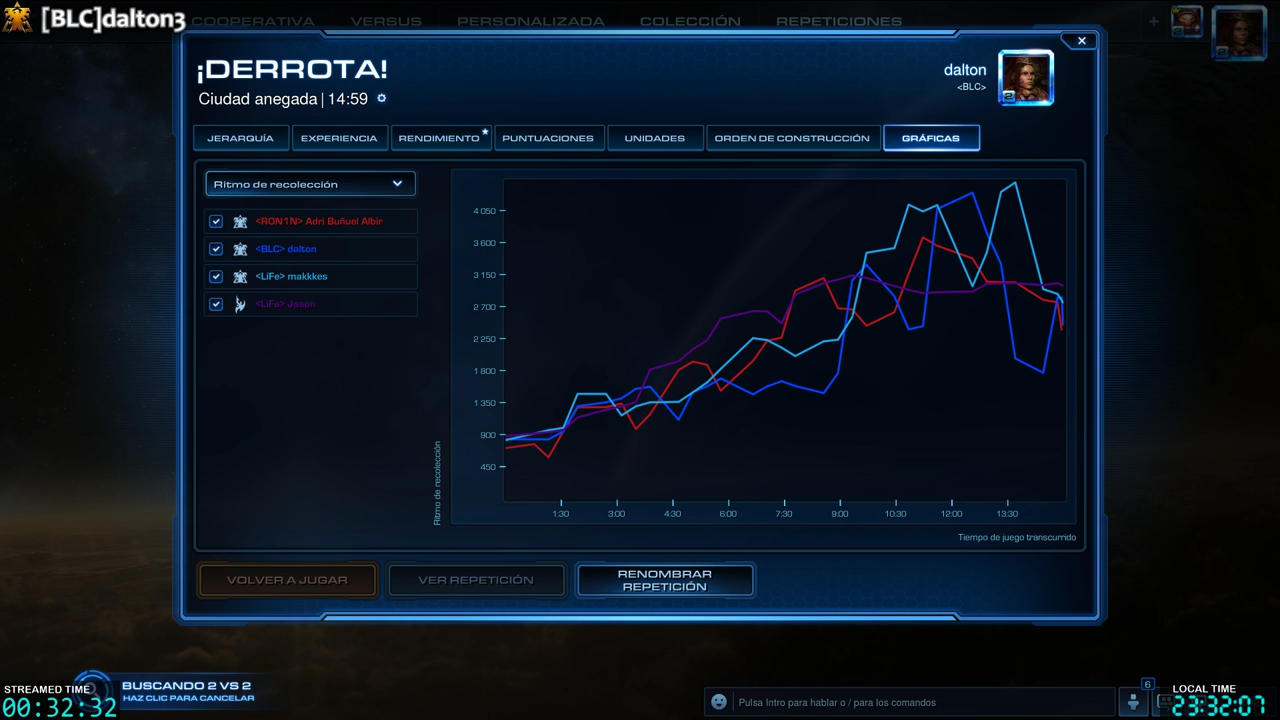 [BLC]dalton3
COOPERATIVA VERSUS PERSONALIZADA COLECCIÓN REPETICIONES
¡DERROTA!
Ciudad anegada | 14:59
dalton
<BLC>
JERARQUÍA EXPERIENCIA RENDIMIENTO PUNTUACIONES UNIDADES ORDEN DE CONSTRUCCIÓN GRÁFICAS
Ritmo de recolección
<RON1N> Adri Buñuel Albir
<BLC> dalton
<LiFe> makkkes
<LiFe> Jason
Ritmo de recolección
4 050
3 600
3 150
2 700
2 250
1 800
1 350
900
450
1:30 3:00 4:30 6:00 7:30 9:00 10:30 12:00 13:30
Tiempo de juego transcurrido
VOLVER A JUGAR
VER REPETICIÓN
RENOMBRAR
REPETICIÓN
BUSCANDO 2 VS 2
HAZ CLIC PARA CANCELAR
STREAMED TIME
00:32:32
Pulsa Intro para hablar o / para los comandos
6
LOCAL TIME
23:32:07